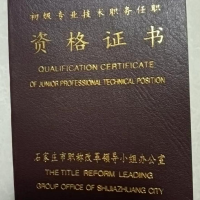 初级专业技术职务任职
资格证书
QUALIFICATION CERTIFICATE
OF JUNIOR PROFESSIONAL TECHNICAL POSITION
石家庄市职称改革领导小组办公室
THE TITLE REFORM LEADING
GROUP OFFICE OF SHIJIAZHUANG CITY